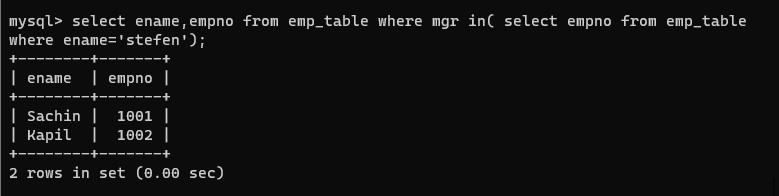 mysql> select ename,empno from emp_table where mgr in( select empno from emp_table
where ename='stefen');
+--------+-------+
| ename  | empno |
+--------+-------+
| Sachin |  1001 |
| Kapil  |  1002 |
+--------+-------+
2 rows in set (0.00 sec)